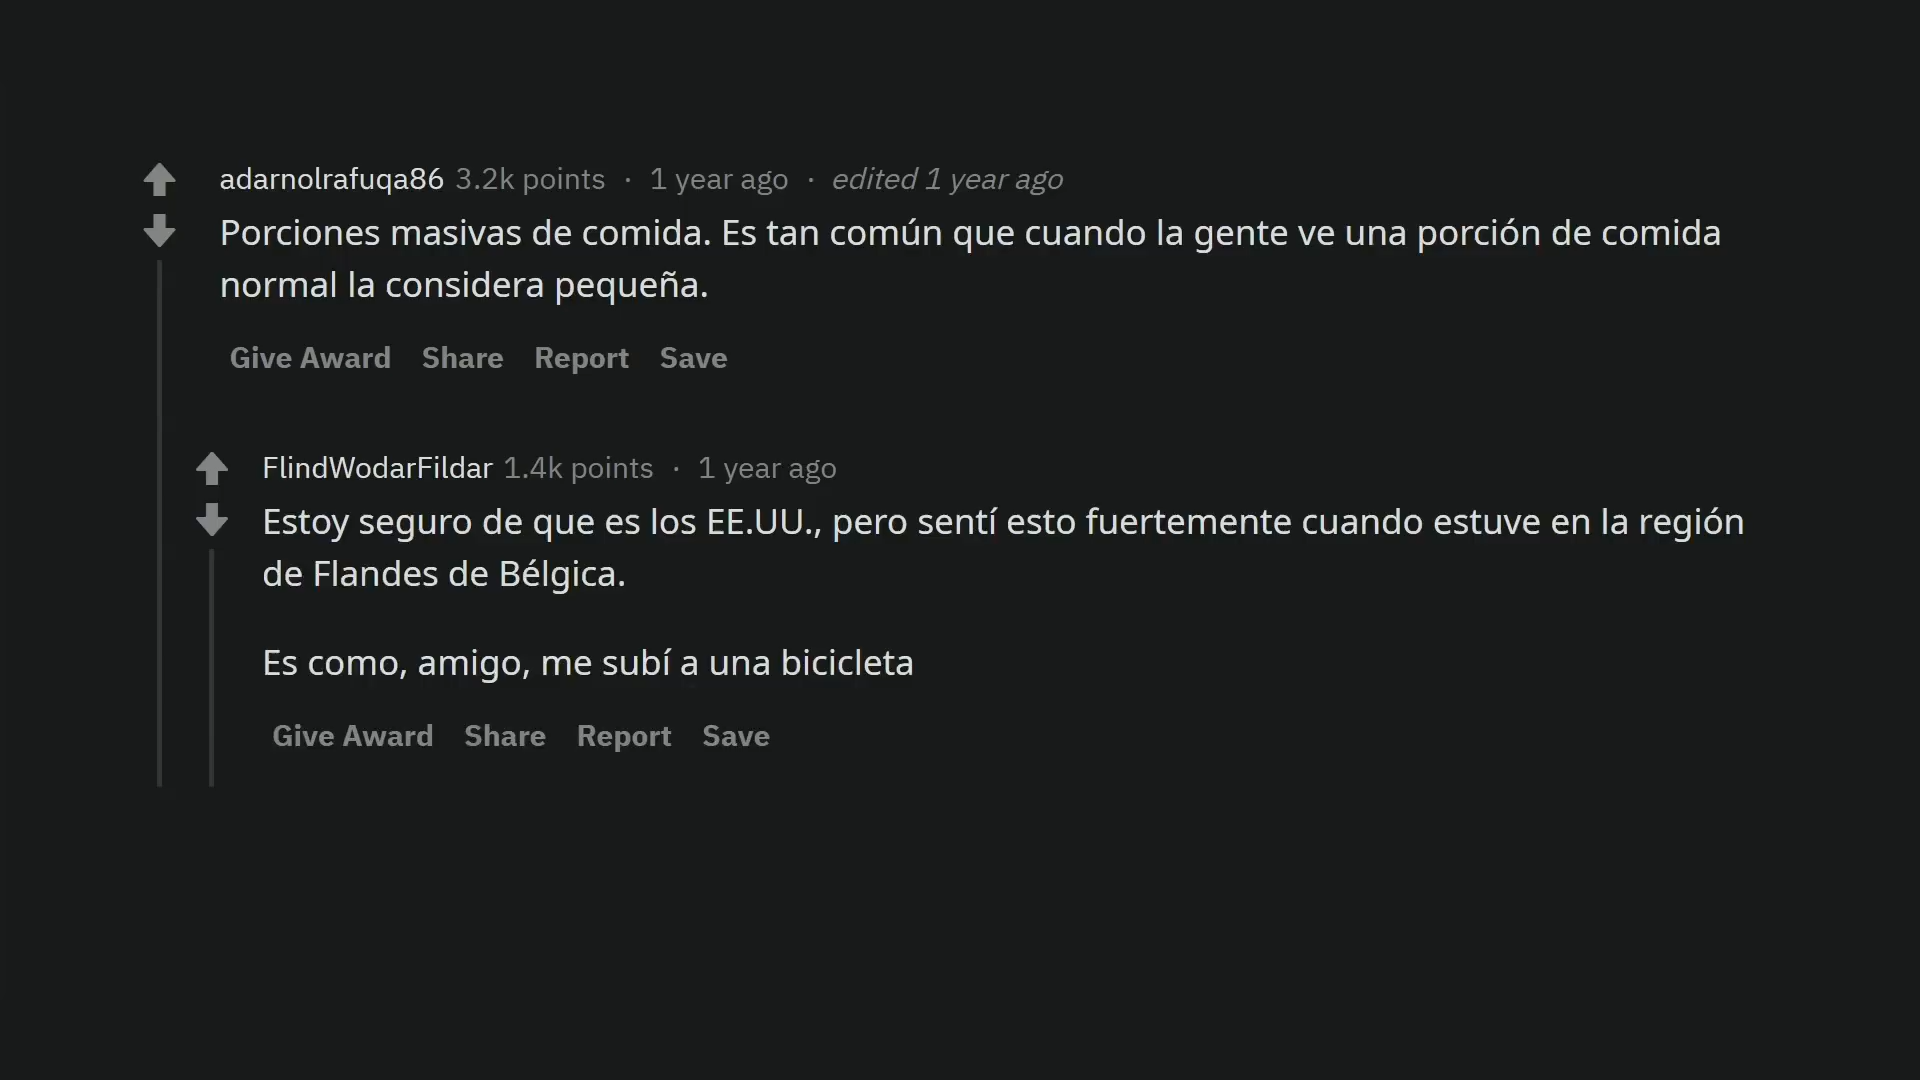 adarnolrafuqa86 3.2k points · 1 year ago · edited 1 year ago
Porciones masivas de comida. Es tan común que cuando la gente ve una porción de comida
normal la considera pequeña.
Give Award Share Report Save
FlindWodarFildar 1.4k points · 1 year ago
Estoy seguro de que es los EE.UU., pero sentí esto fuertemente cuando estuve en la región
de Flandes de Bélgica.
Es como, amigo, me subí a una bicicleta
Give Award Share Report Save